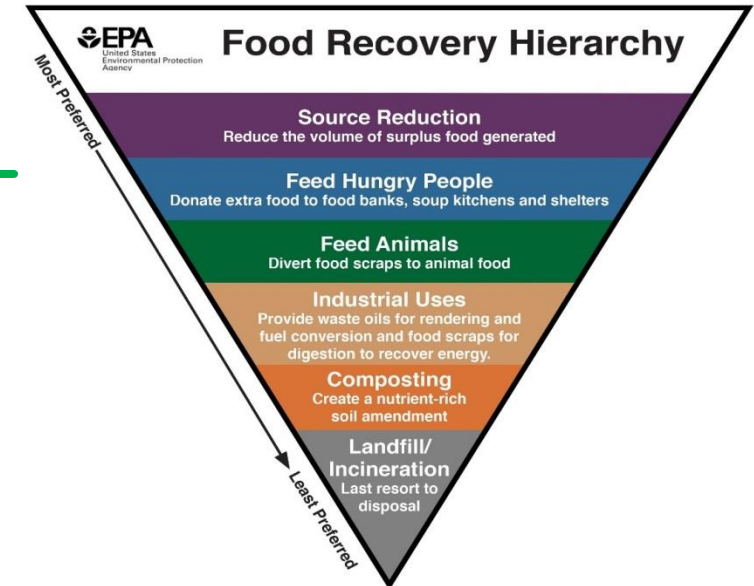 EPA
United States
Environmental Protection
Agency
Food Recovery Hierarchy
Most Preferred
Source Reduction
Reduce the volume of surplus food generated
Feed Hungry People
Donate extra food to food banks, soup kitchens and shelters
Feed Animals
Divert food scraps to animal food
Industrial Uses
Provide waste oils for rendering and
fuel conversion and food scraps for
digestion to recover energy.
Composting
Create a nutrient-rich
soil amendment
Landfill/
Incineration
Last resort to
disposal
Least Preferred